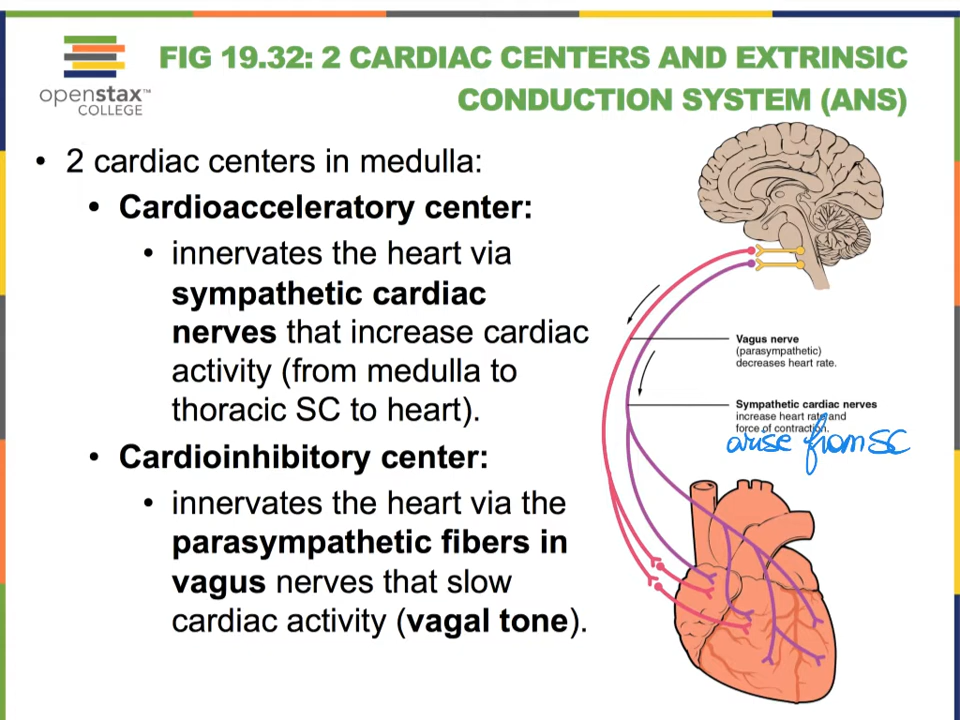 FIG 19.32: 2 CARDIAC CENTERS AND EXTRINSIC
CONDUCTION SYSTEM (ANS)
openstax™
COLLEGE
• 2 cardiac centers in medulla:
• Cardioacceleratory center:
• innervates the heart via
sympathetic cardiac
nerves that increase cardiac
activity (from medulla to
thoracic SC to heart).
• Cardioinhibitory center:
• innervates the heart via the
parasympathetic fibers in
vagus nerves that slow
cardiac activity (vagal tone).
Vagus nerve
(parasympathetic)
decreases heart rate.
Sympathetic cardiac nerves
increase heart rate and
force of contraction.
arise from SC